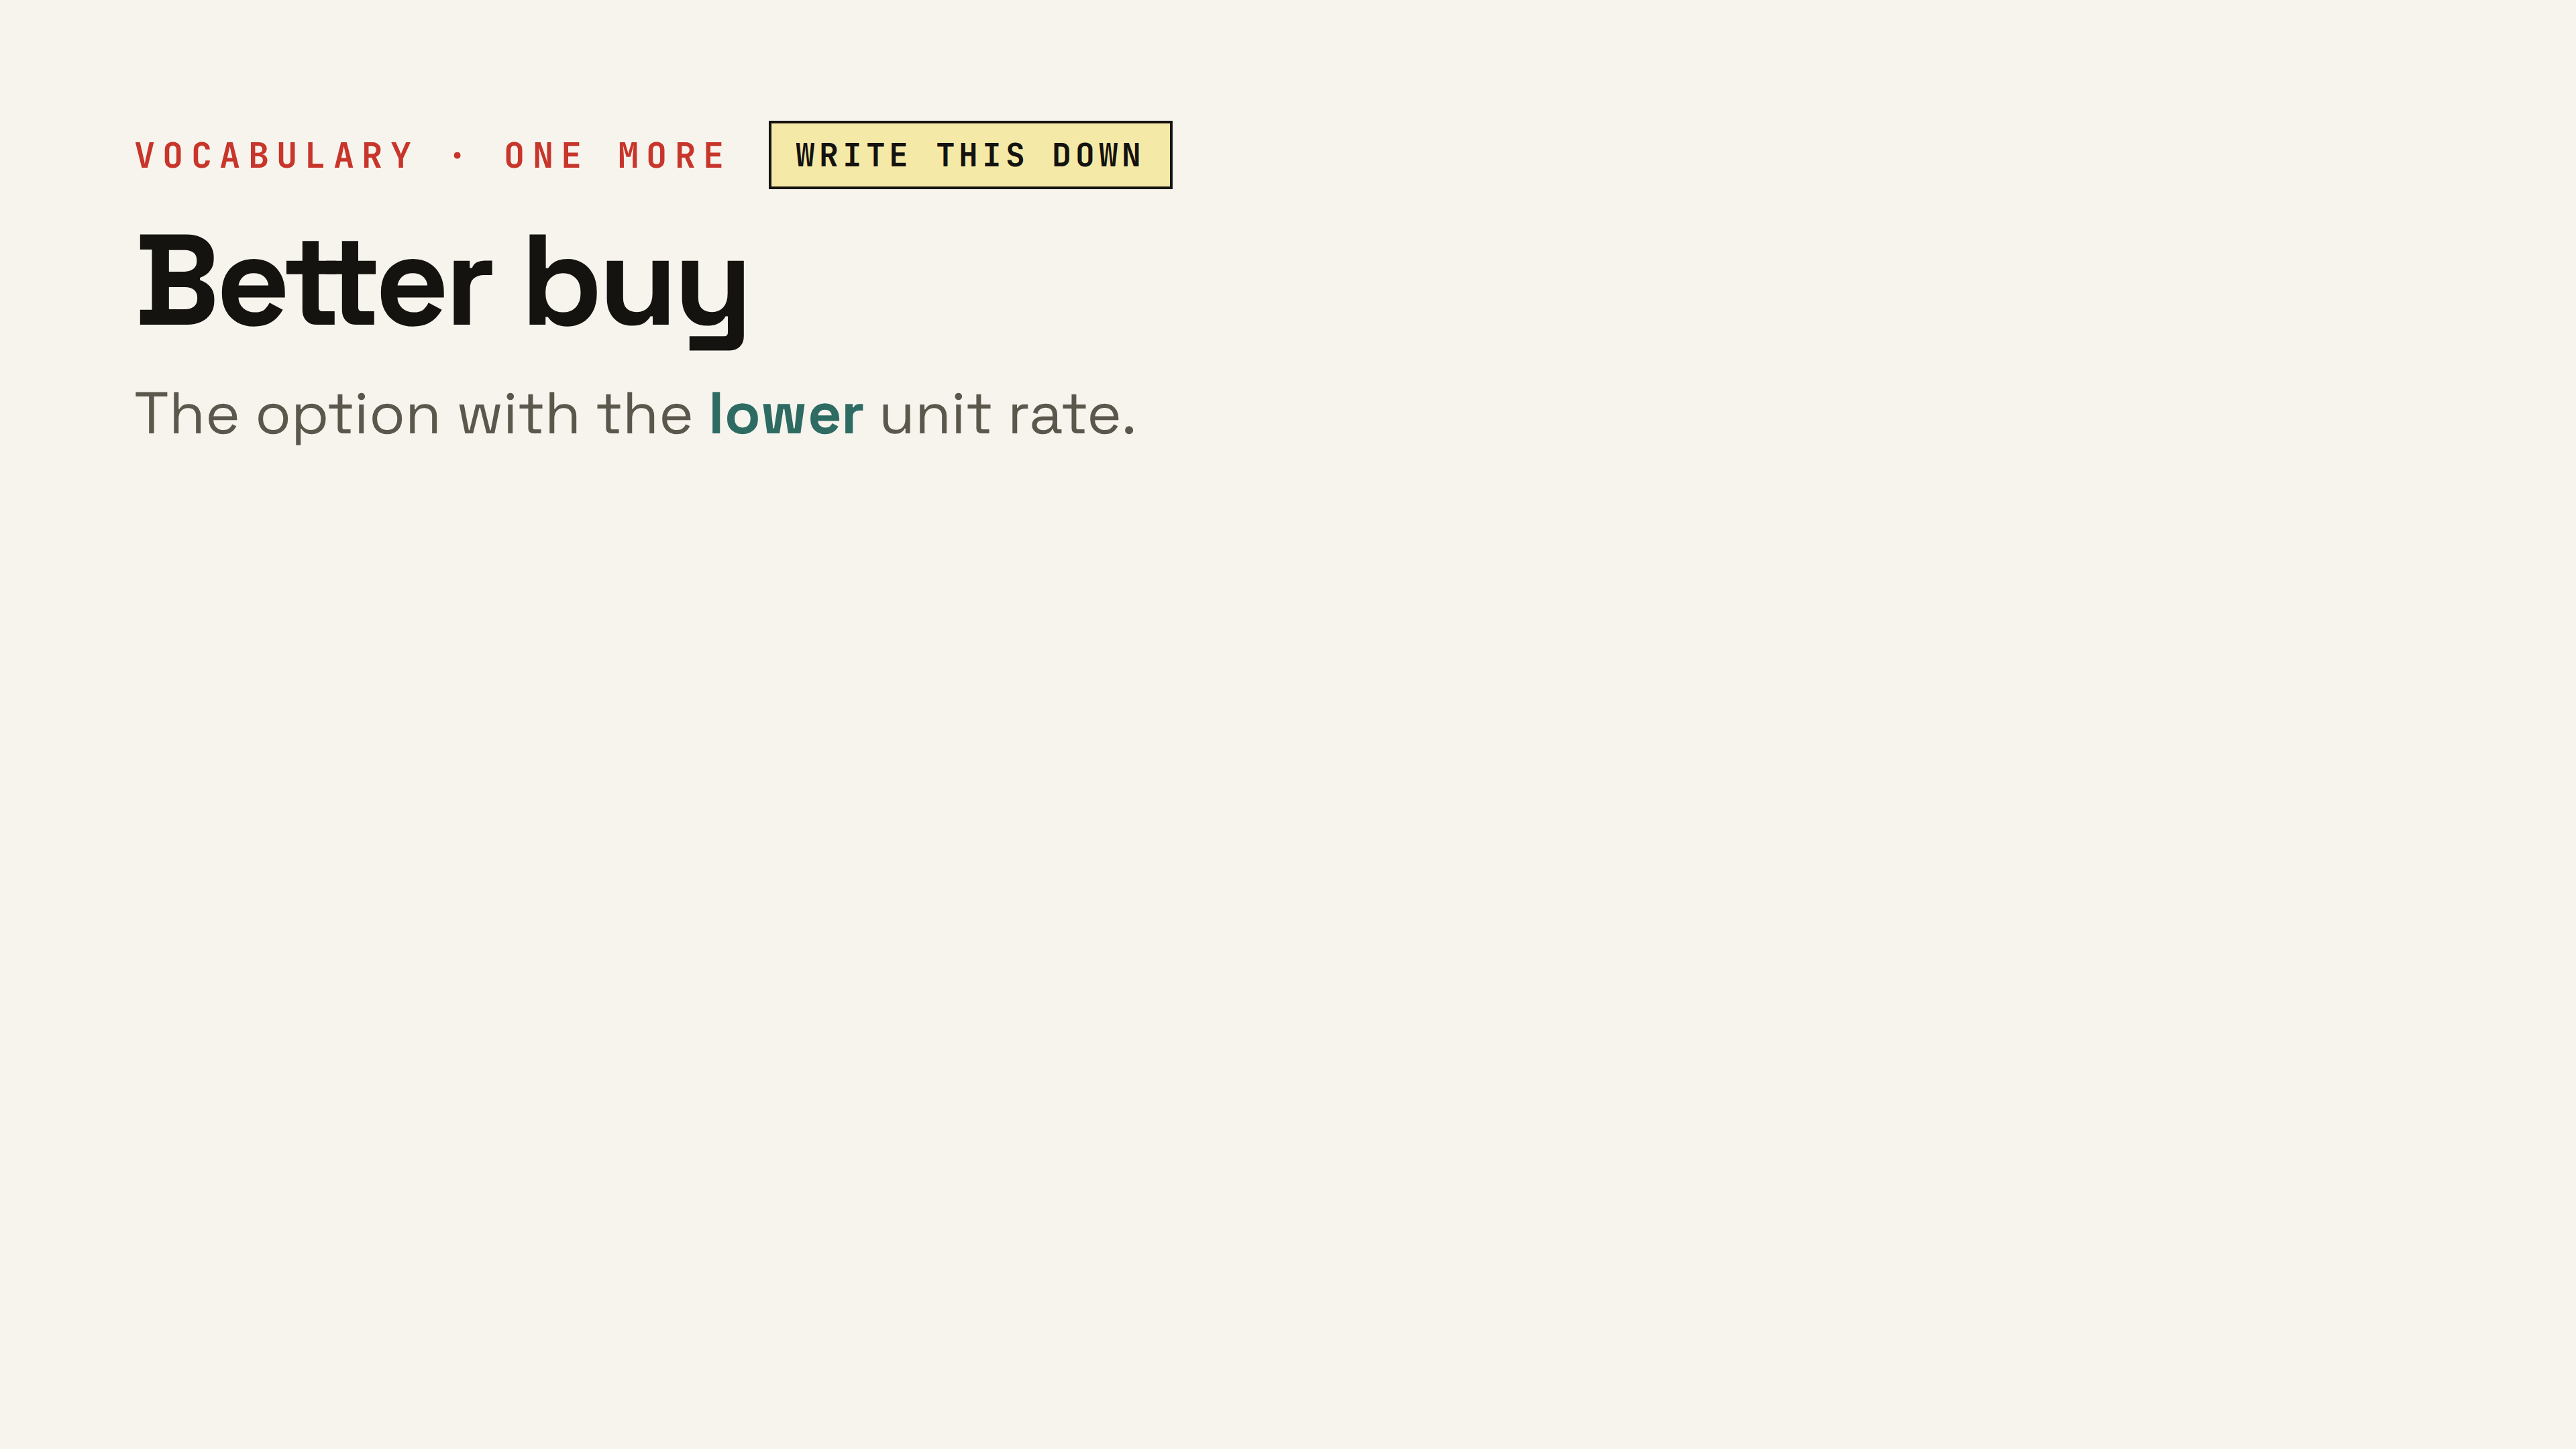 VOCABULARY · ONE MORE WRITE THIS DOWN
Better buy
The option with the lower unit rate.